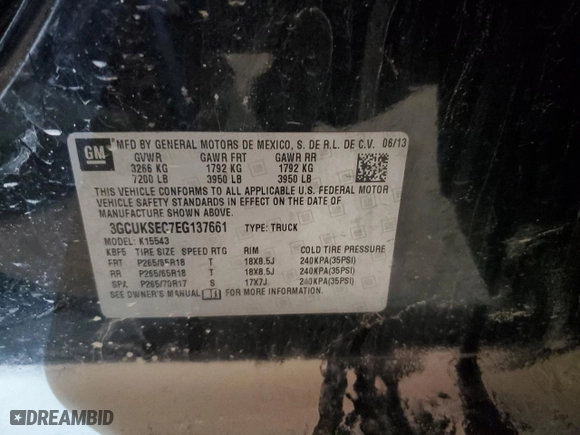 GM
MFD BY GENERAL MOTORS DE MEXICO, S. DE R.L. DE C.V. 06/13
GVWR GAWR FRT GAWR RR
3266 KG 1792 KG 1792 KG
7200 LB 3950 LB 3950 LB
THIS VEHICLE CONFORMS TO ALL APPLICABLE U.S. FEDERAL MOTOR
VEHICLE SAFETY STANDARDS IN EFFECT ON THE DATE OF
MANUFACTURE SHOWN ABOVE.
3GCUKSEC7EG137661 TYPE: TRUCK
MODEL: K15543
KBF5 TIRE SIZE SPEED RTG RIM COLD TIRE PRESSURE
FRT P265/65R18 T 18X8.5J 240KPA(35PSI)
RR P265/65R18 T 18X8.5J 240KPA(35PSI)
SPA P265/70R17 S 17X7J 240KPA(35PSI)
SEE OWNER'S MANUAL i FOR MORE INFORMATION.
DREAMBID